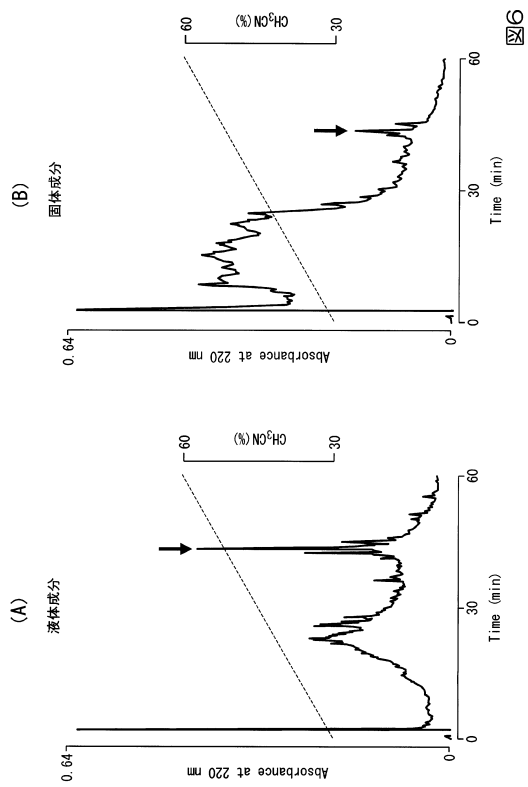 (A)
液体成分
0.64
0
Absorbance at 220 nm
60
30
CH₃CN(%)
0
30
60
Time (min)
(B)
固体成分
0.64
0
Absorbance at 220 nm
60
30
CH₃CN(%)
0
30
60
Time (min)
図6